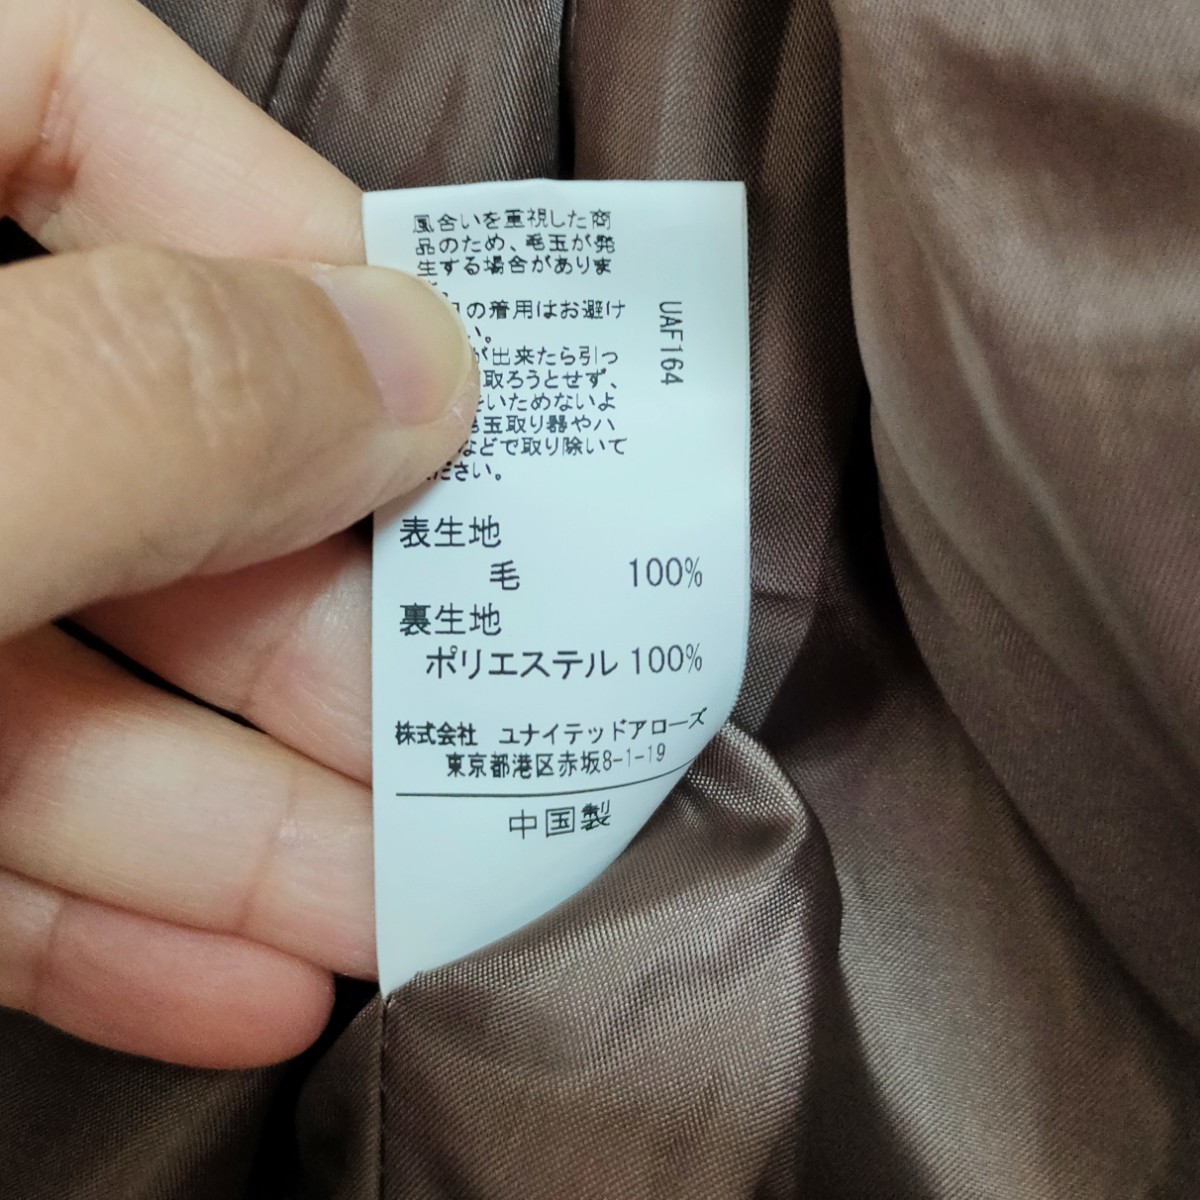 風合いを重視した商
品のため、毛玉が発
生する場合がありま
の着用はお避け
い。
が出来たら引っ
取ろうとせず、
をいためないよ
毛玉取り器やハ
などで取り除いて
ださい。
UAF164
表生地
毛 100%
裏生地
ポリエステル 100%
株式会社 ユナイテッドアローズ
東京都港区赤坂8-1-19
中国製